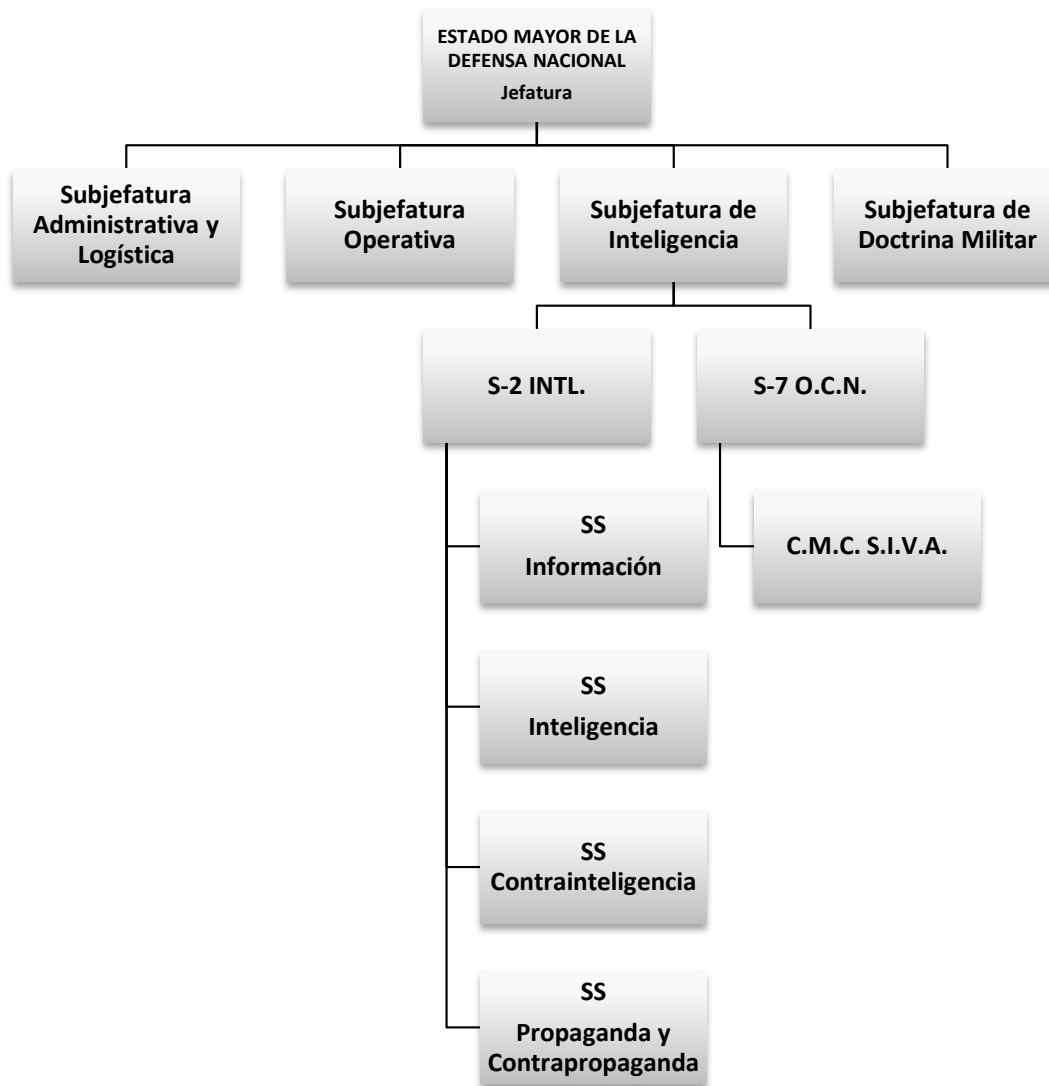 ESTADO MAYOR DE LA
DEFENSA NACIONAL
Jefatura
Subjefatura
Administrativa y
Logística
Subjefatura
Operativa
Subjefatura de
Inteligencia
Subjefatura de
Doctrina Militar
S-2 INTL.
S-7 O.C.N.
SS
Información
C.M.C. S.I.V.A.
SS
Inteligencia
SS
Contrainteligencia
SS
Propaganda y
Contrapropaganda